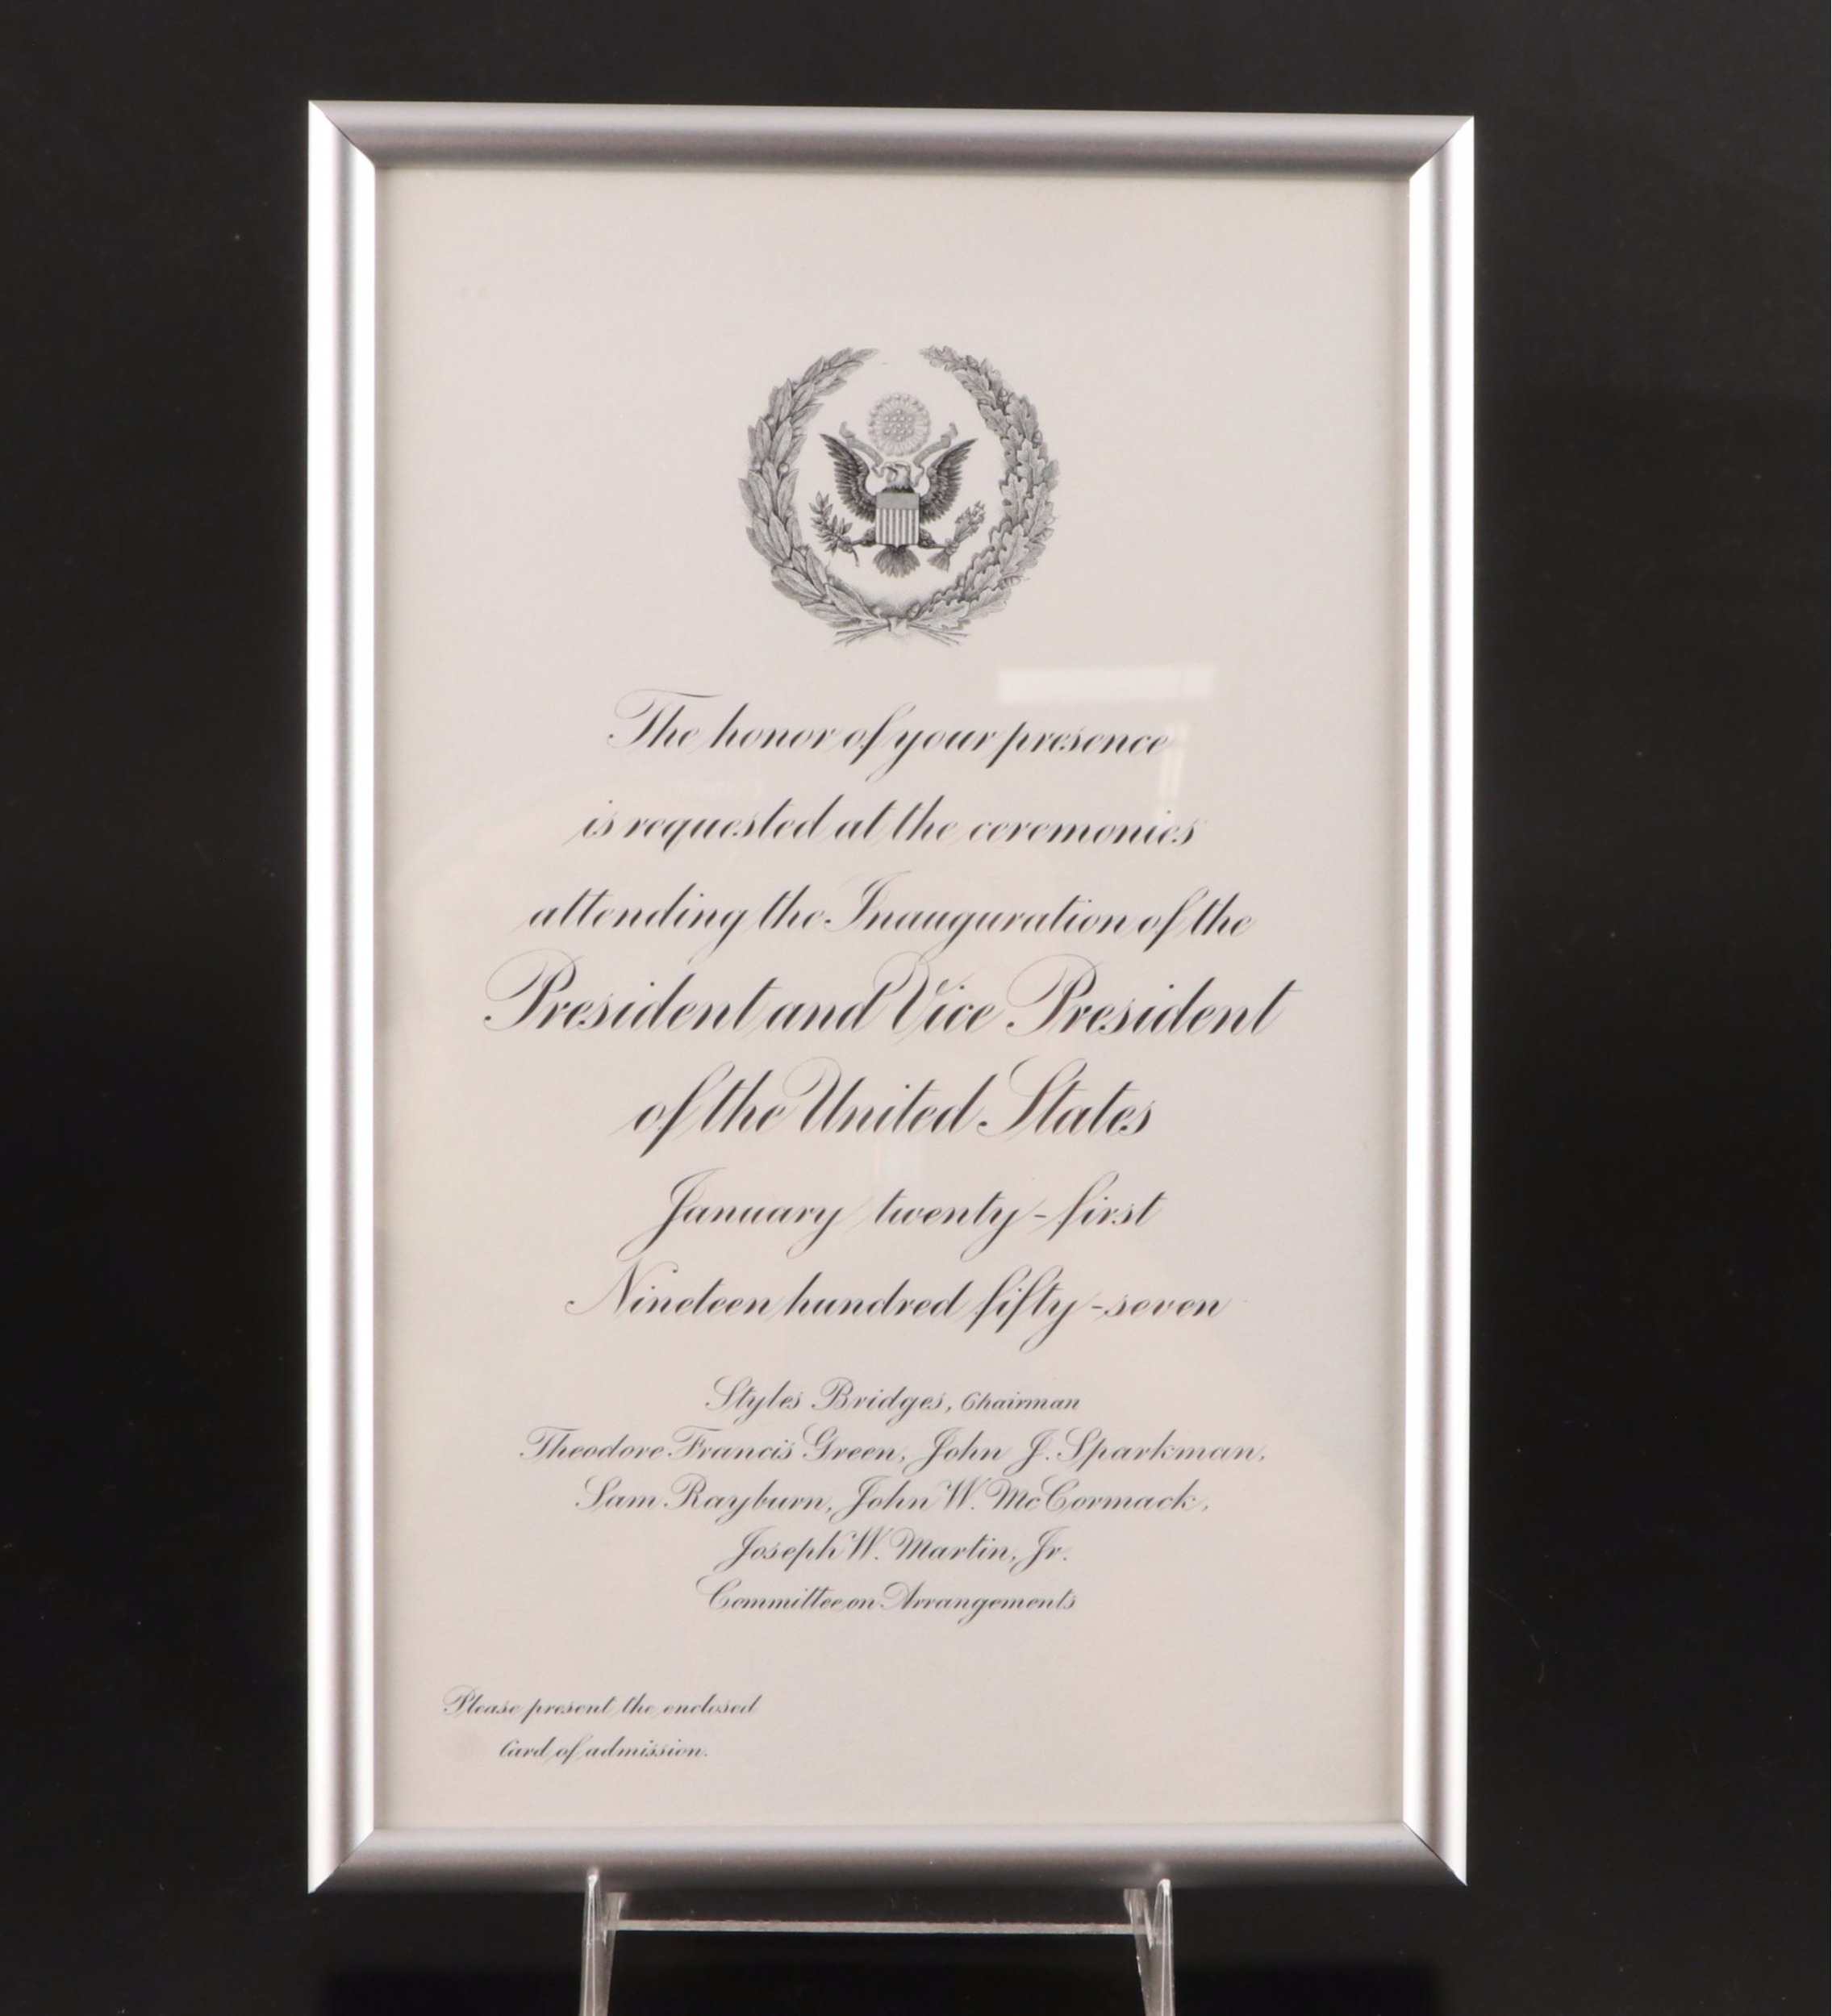 The honor of your presence
is requested at the ceremonies
attending the Inauguration of the
President and Vice President
of the United States
January twenty-first
Nineteen hundred fifty-seven
Styles Bridges, Chairman
Theodore Francis Green, John J. Sparkman,
Sam Rayburn, John W. McCormack,
Joseph W. Martin, Jr.
Committee on Arrangements
Please present the enclosed
Card of admission.